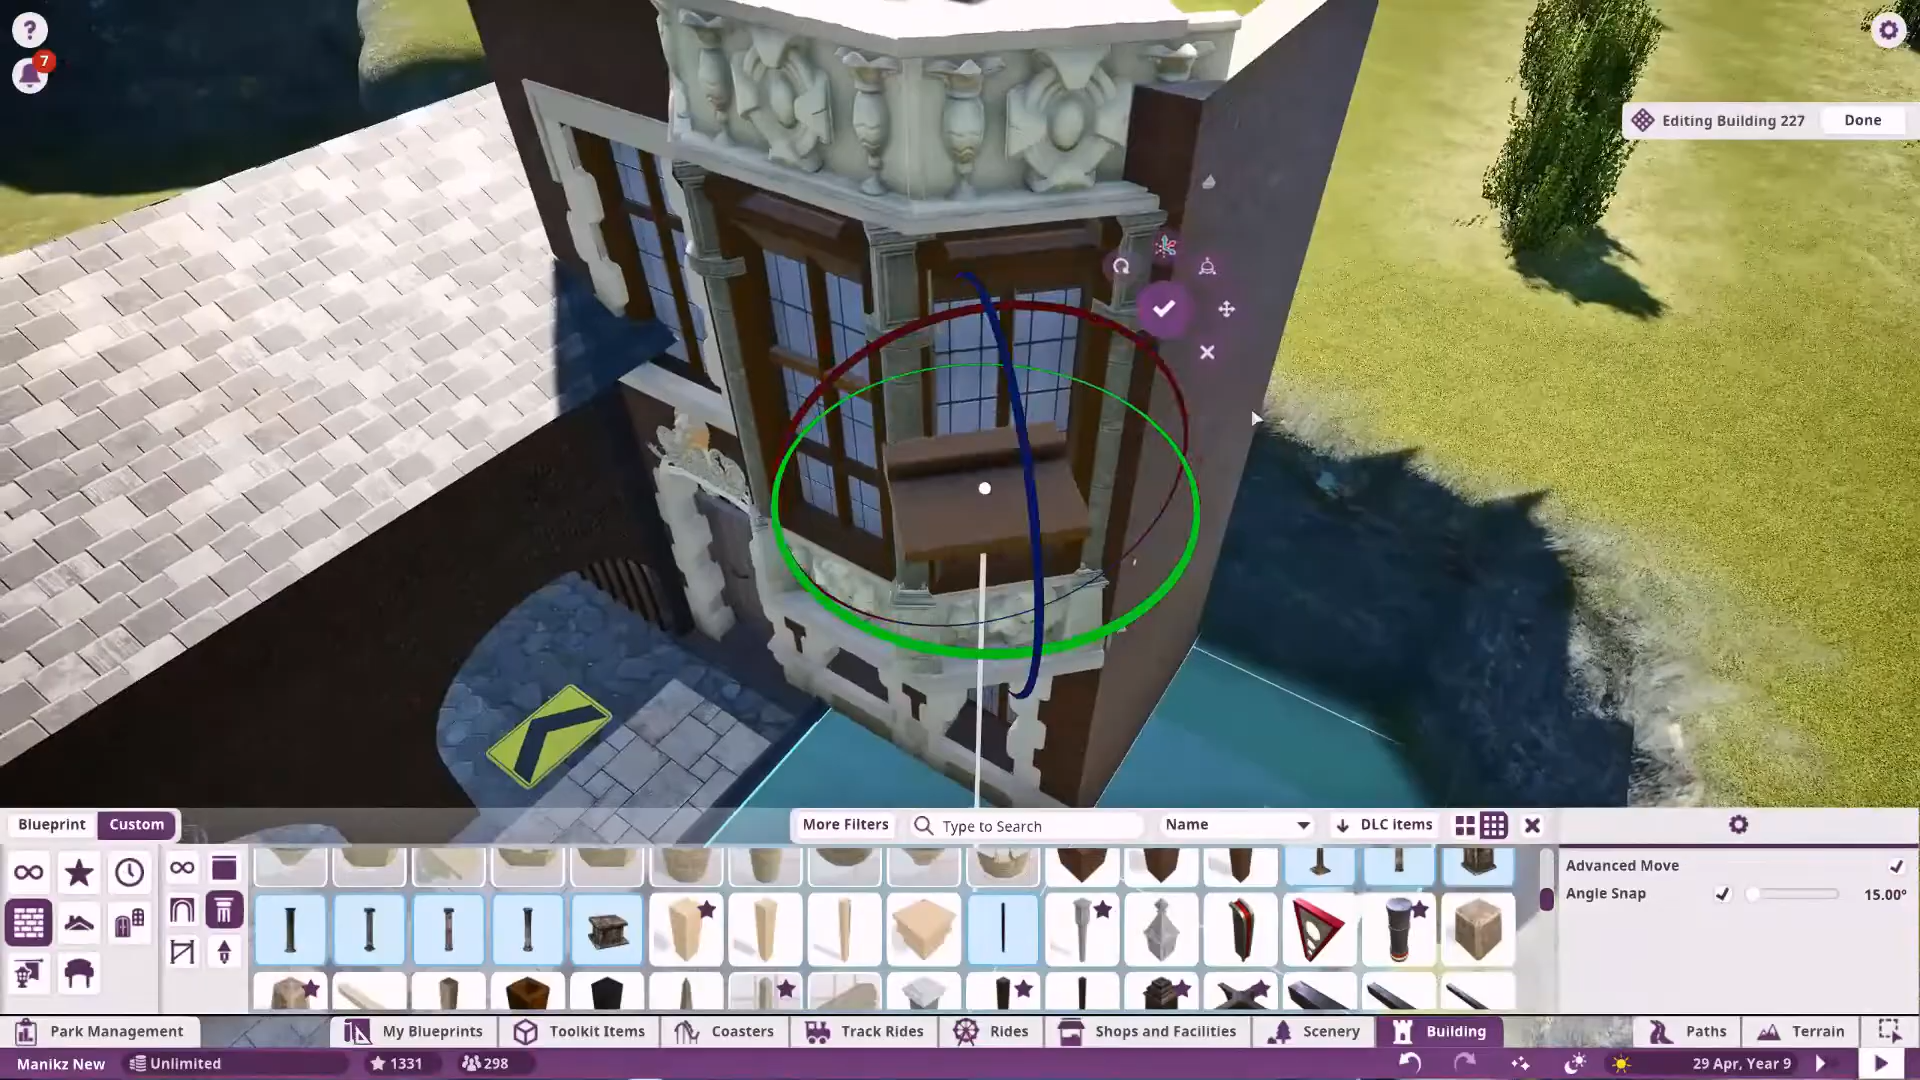 ?
7
Editing Building 227
Done
Blueprint
Custom
More Filters
Type to Search
Name
DLC items
Advanced Move
Angle Snap
15.00°
Park Management
My Blueprints
Toolkit Items
Coasters
Track Rides
Rides
Shops and Facilities
Scenery
Building
Paths
Terrain
Manikz New
Unlimited
1331
298
29 Apr, Year 9